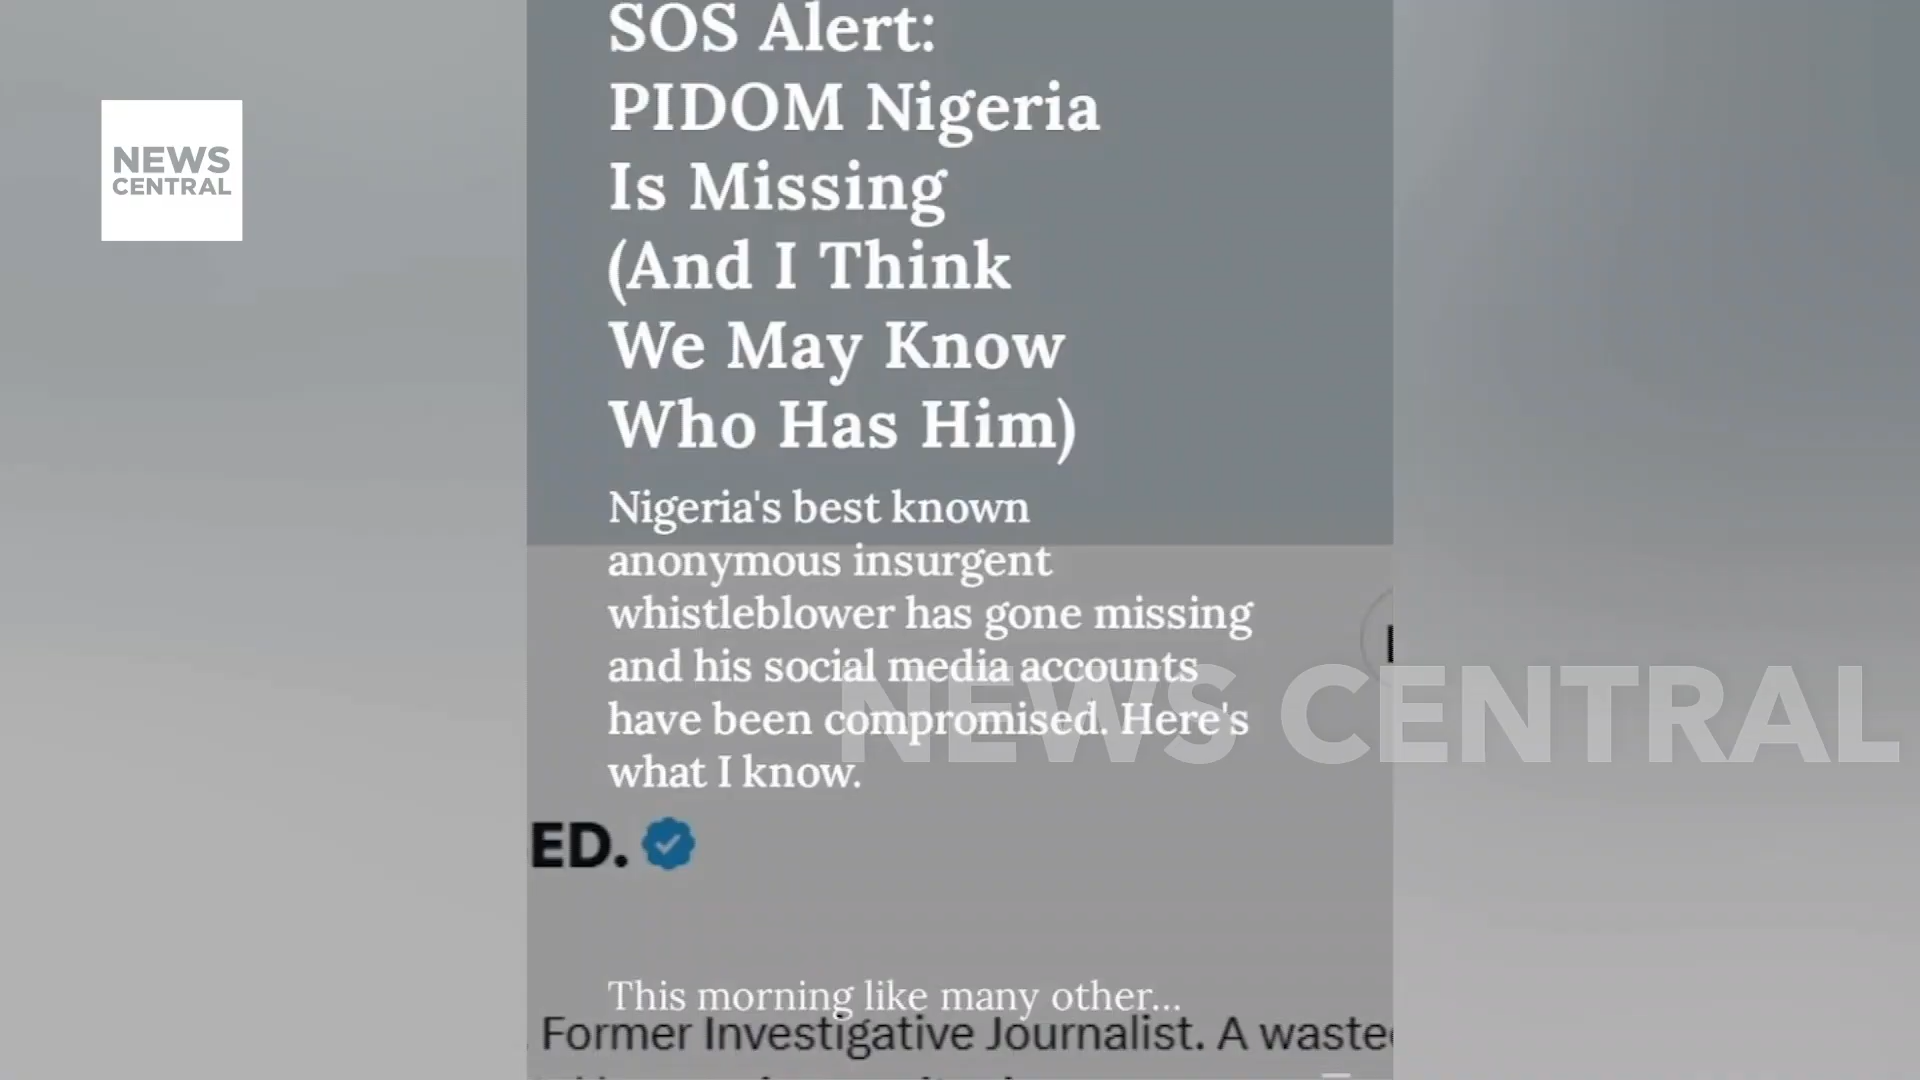 NEWS
CENTRAL
SOS Alert:
PIDOM Nigeria
Is Missing
(And I Think
We May Know
Who Has Him)
Nigeria's best known
anonymous insurgent
whistleblower has gone missing
and his social media accounts
have been compromised. Here's
what I know.
NEWS CENTRAL
ED.
This morning like many other...
Former Investigative Journalist. A waste